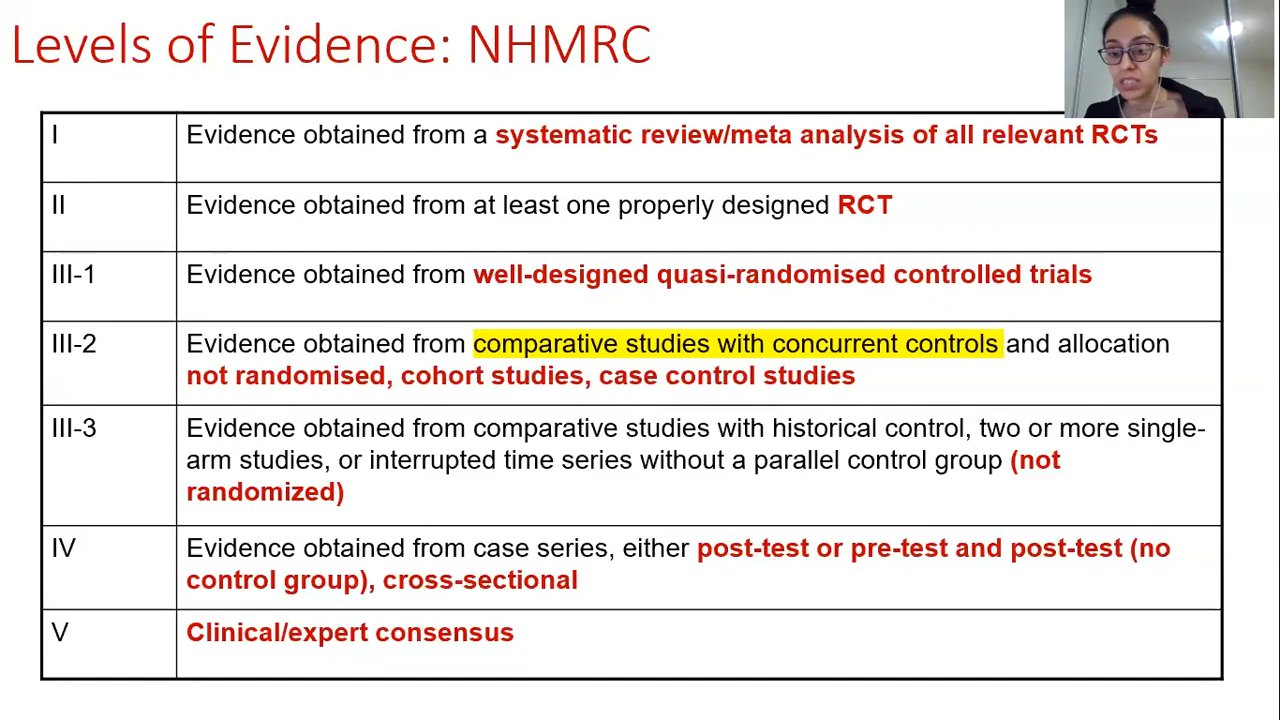 Levels of Evidence: NHMRC
I
Evidence obtained from a systematic review/meta analysis of all relevant RCTs
II
Evidence obtained from at least one properly designed RCT
III-1
Evidence obtained from well-designed quasi-randomised controlled trials
III-2
Evidence obtained from comparative studies with concurrent controls and allocation
not randomised, cohort studies, case control studies
III-3
Evidence obtained from comparative studies with historical control, two or more single-
arm studies, or interrupted time series without a parallel control group (not
randomized)
IV
Evidence obtained from case series, either post-test or pre-test and post-test (no
control group), cross-sectional
V
Clinical/expert consensus